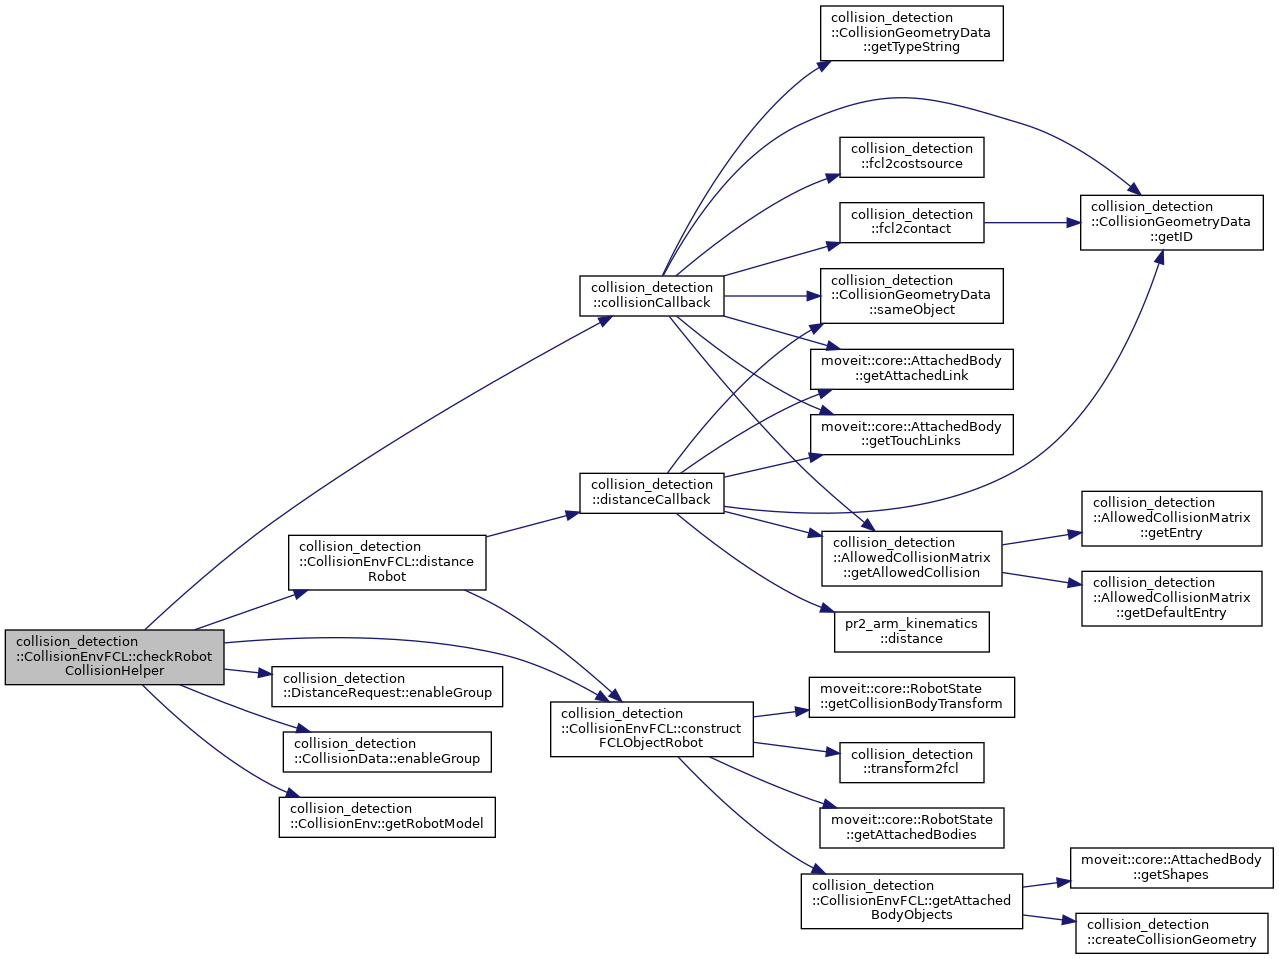 collision_detection
::CollisionGeometryData
::getTypeString
collision_detection
::fcl2costsource
collision_detection
::fcl2contact
collision_detection
::CollisionGeometryData
::getID
collision_detection
::collisionCallback
collision_detection
::CollisionGeometryData
::sameObject
moveit::core::AttachedBody
::getAttachedLink
moveit::core::AttachedBody
::getTouchLinks
collision_detection
::distanceCallback
collision_detection
::AllowedCollisionMatrix
::getEntry
collision_detection
::CollisionEnvFCL::distance
Robot
collision_detection
::AllowedCollisionMatrix
::getAllowedCollision
collision_detection
::AllowedCollisionMatrix
::getDefaultEntry
pr2_arm_kinematics
::distance
collision_detection
::CollisionEnvFCL::checkRobot
CollisionHelper
collision_detection
::DistanceRequest::enableGroup
collision_detection
::CollisionData::enableGroup
collision_detection
::CollisionEnv::getRobotModel
collision_detection
::CollisionEnvFCL::construct
FCLObjectRobot
moveit::core::RobotState
::getCollisionBodyTransform
collision_detection
::transform2fcl
moveit::core::RobotState
::getAttachedBodies
collision_detection
::CollisionEnvFCL::getAttached
BodyObjects
moveit::core::AttachedBody
::getShapes
collision_detection
::createCollisionGeometry